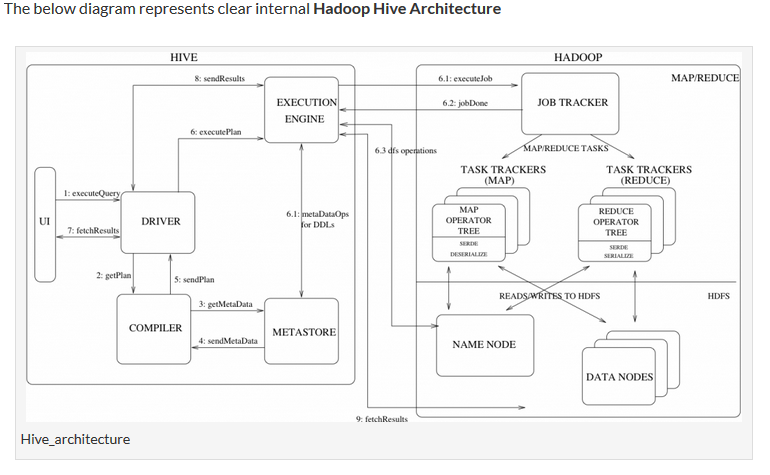 The below diagram represents clear internal Hadoop Hive Architecture
HIVE
HADOOP
8: sendResults
6.1: executeJob
MAP/REDUCE
EXECUTION
ENGINE
6.2: jobDone
JOB TRACKER
6: executePlan
6.3 dfs operations
MAP/REDUCE TASKS
TASK TRACKERS
(MAP)
TASK TRACKERS
(REDUCE)
1: executeQuery
UI
DRIVER
7: fetchResults
6.1: metaDataOps
for DDLs
MAP
OPERATOR
TREE
SERDE
DESERIALIZE
REDUCE
OPERATOR
TREE
SERDE
SERIALIZE
2: getPlan
5: sendPlan
READS/WRITES TO HDFS
HDFS
3: getMetaData
COMPILER
METASTORE
4: sendMetaData
NAME NODE
DATA NODES
9: fetchResults
Hive_architecture